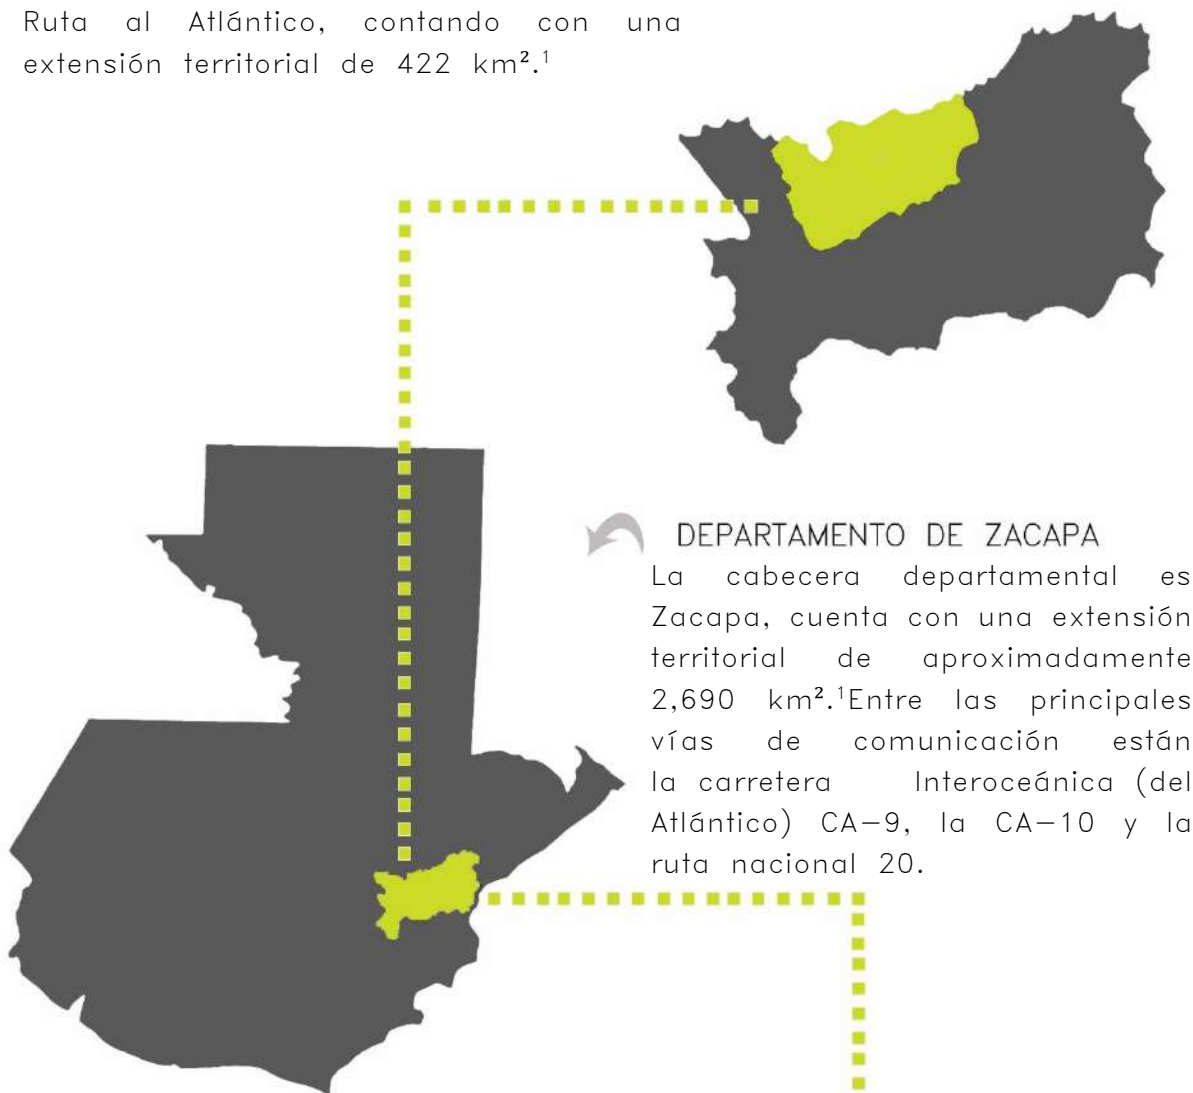 Ruta al Atlántico, contando con una
extensión territorial de 422 km².¹
DEPARTAMENTO DE ZACAPA
La cabecera departamental es
Zacapa, cuenta con una extensión
territorial de aproximadamente
2,690 km².¹Entre las principales
vías de comunicación están
la carretera Interoceánica (del
Atlántico) CA-9, la CA-10 y la
ruta nacional 20.